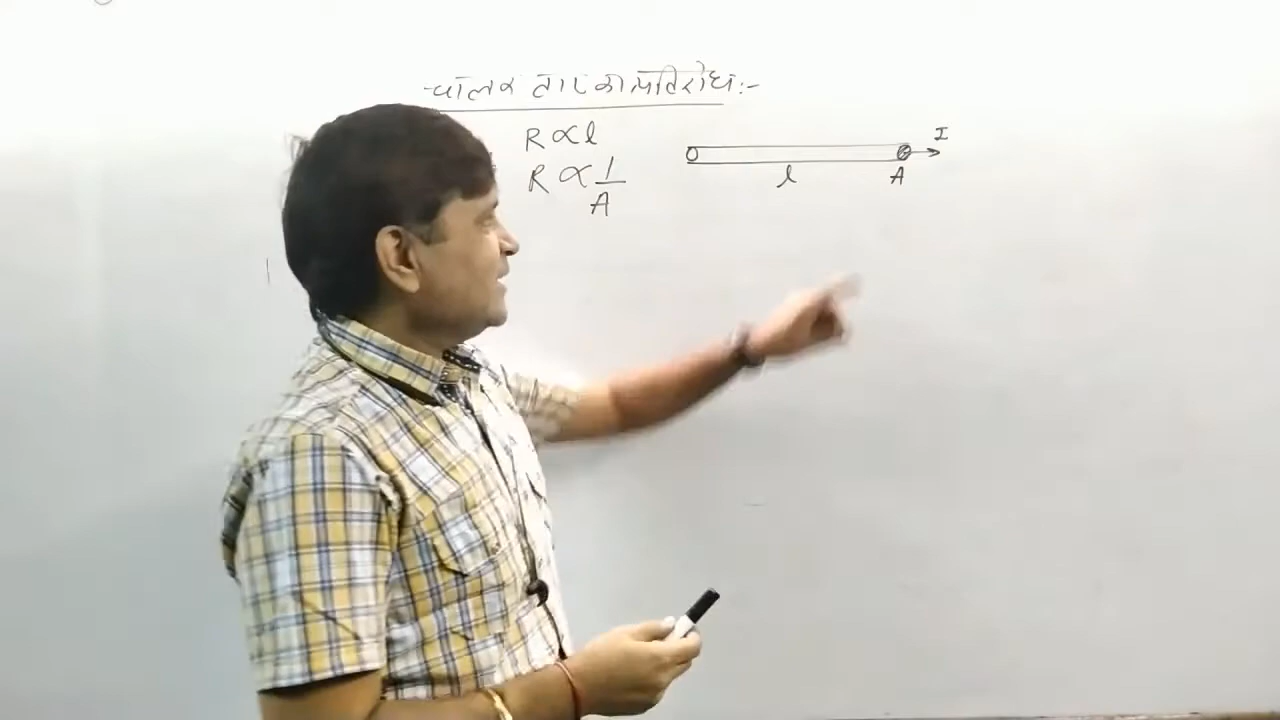 चालक तार का प्रतिरोध:-
R ∝ l
R ∝ 1/A
I
l
A